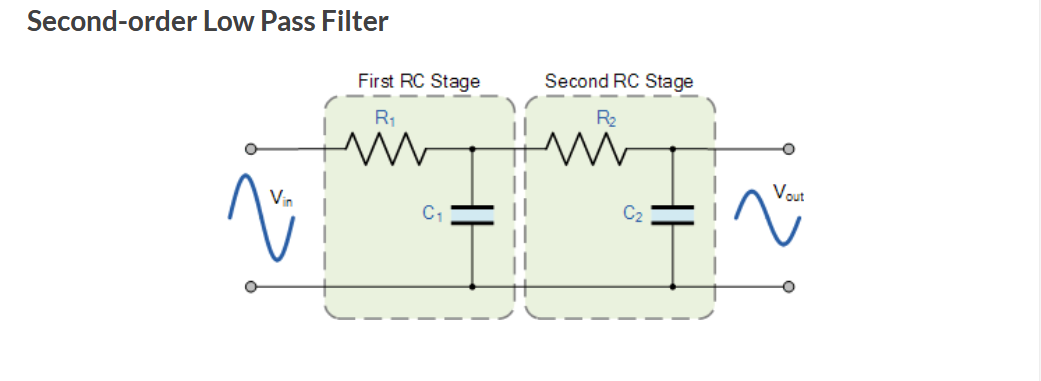 Second-order Low Pass Filter
First RC Stage
Second RC Stage
R₁
R₂
Vin
Vout
C₁
C₂